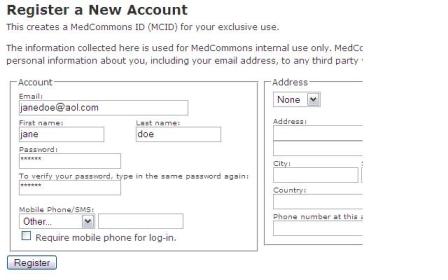 Register a New Account
This creates a MedCommons ID (MCID) for your exclusive use.
The information collected here is used for MedCommons internal use only. MedCo
personal information about you, including your email address, to any third party
Account
Email:
janedoe@aol.com
First name: Last name:
jane doe
Password:
******
To verify your password, type in the same password again:
******
Mobile Phone/SMS:
Other...
Require mobile phone for log-in.
Address
None
Address:
City:
Country:
Phone number at this a
Register